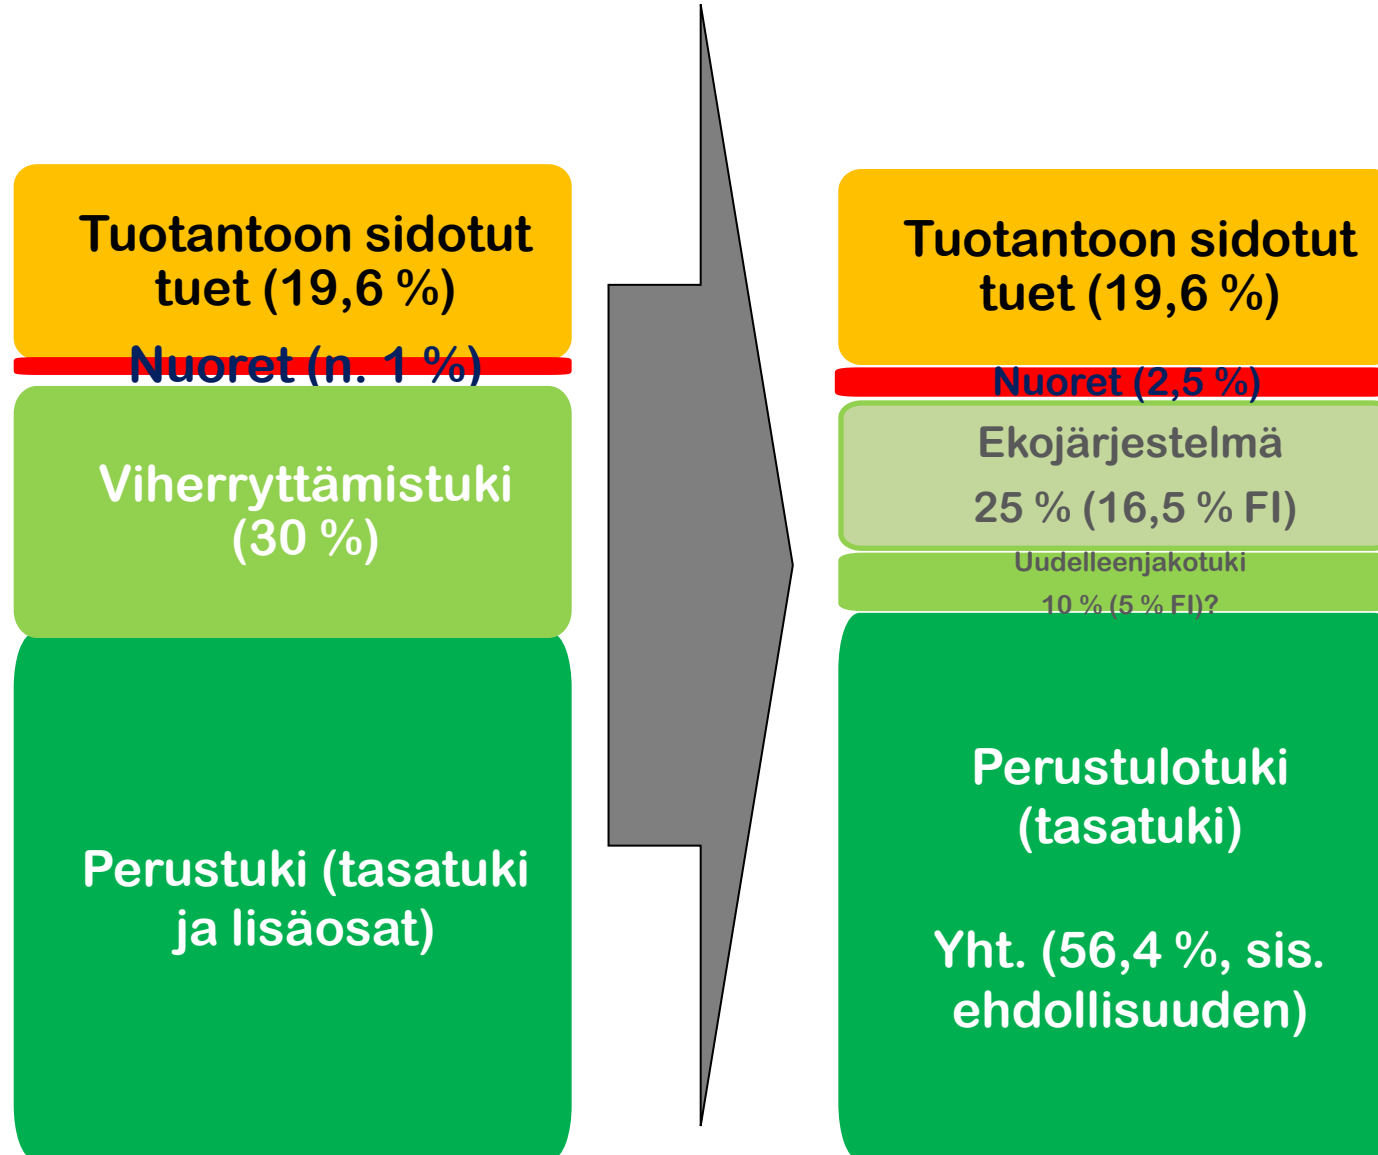 Tuotantoon sidotut
tuet (19,6 %)
Nuoret (n. 1 %)
Viherryttämistuki
(30 %)
Perustuki (tasatuki
ja lisäosat)
Tuotantoon sidotut
tuet (19,6 %)
Nuoret (2,5 %)
Ekojärjestelmä
25 % (16,5 % FI)
Uudelleenjakotuki
10 % (5 % FI)?
Perustulotuki
(tasatuki)
Yht. (56,4 %, sis.
ehdollisuuden)